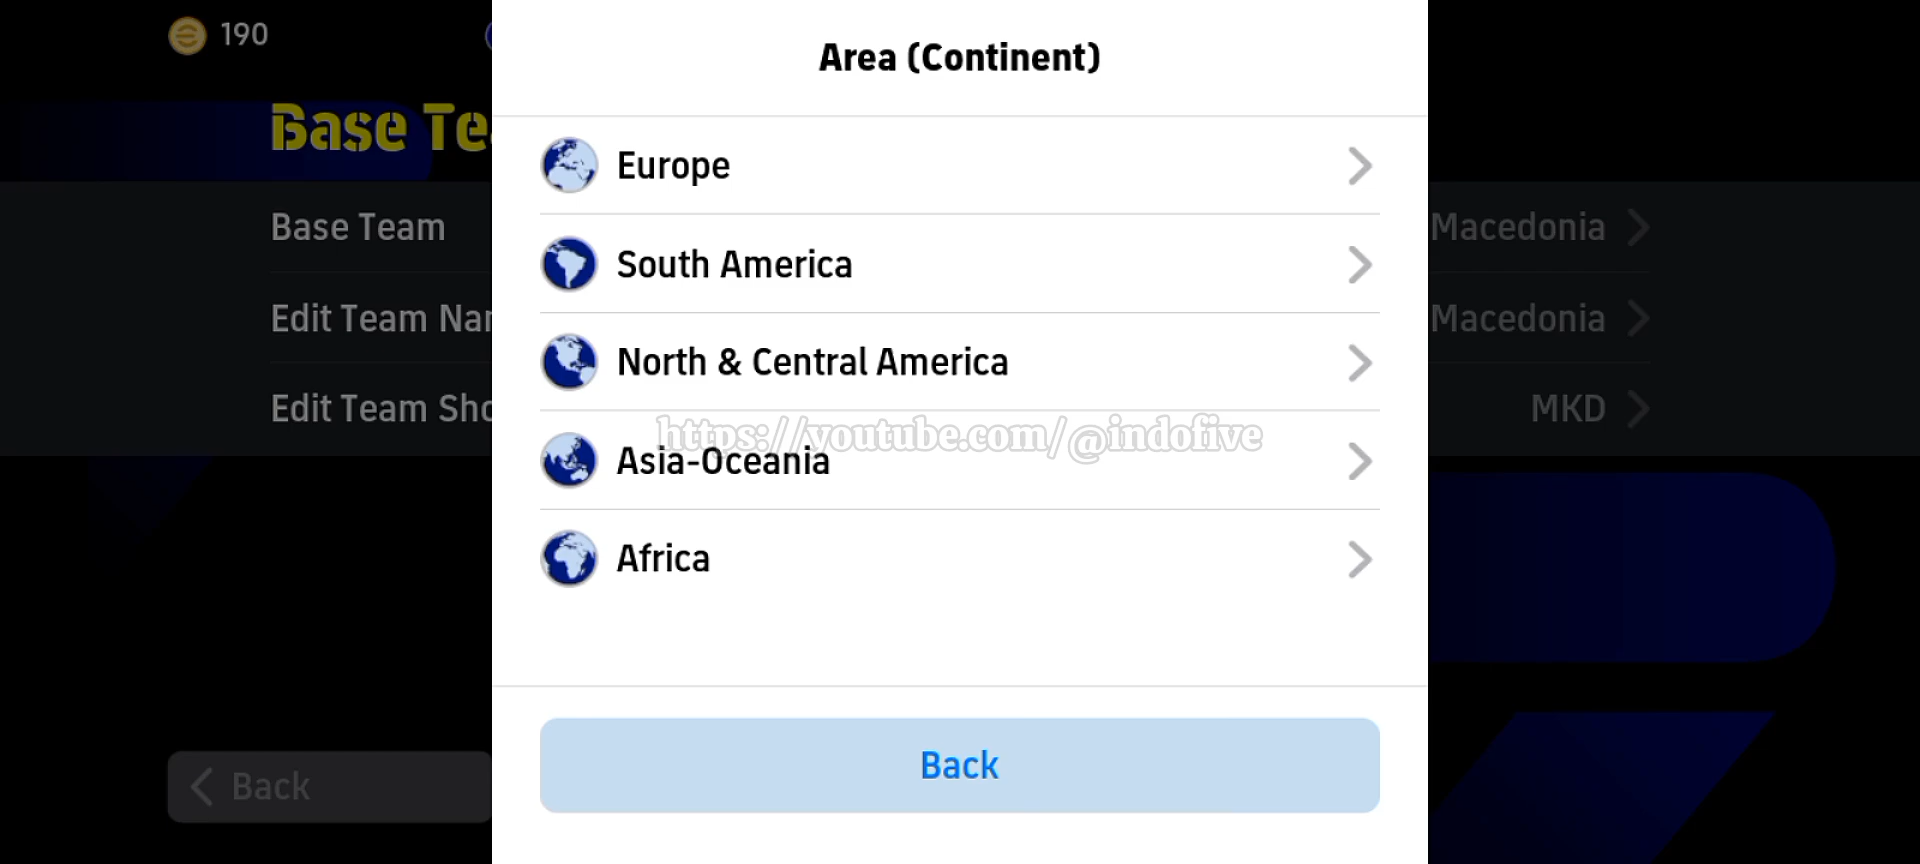 190
Area (Continent)
Base Te
Europe
Base Team
Macedonia
South America
Edit Team Nar
Macedonia
North & Central America
Edit Team Sho
MKD
https://youtube.com/@indofive
Asia-Oceania
Africa
Back
Back